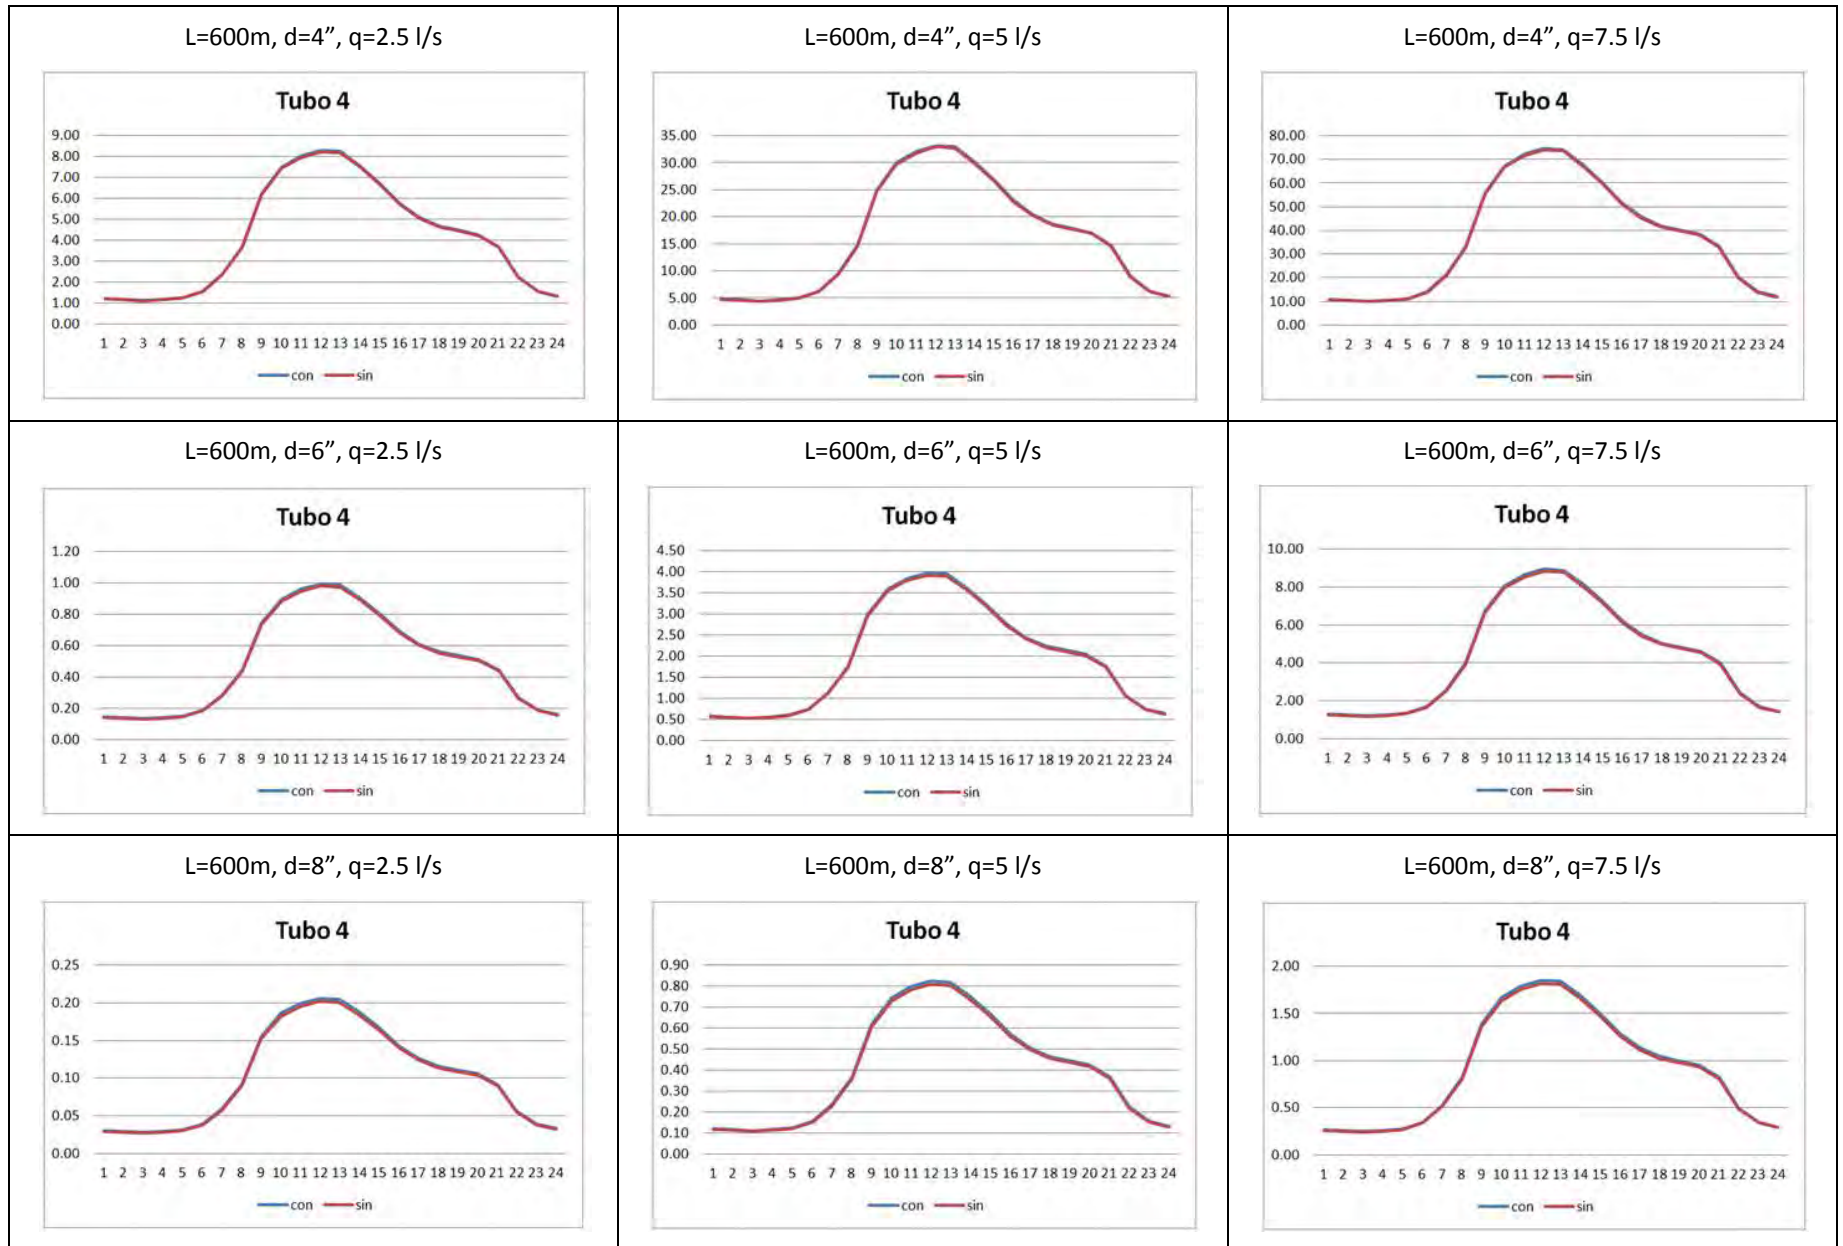 L=600m, d=4”, q=2.5 l/s
Tubo 4
9.00
8.00
7.00
6.00
5.00
4.00
3.00
2.00
1.00
0.00
1 2 3 4 5 6 7 8 9 10 11 12 13 14 15 16 17 18 19 20 21 22 23 24
con sin
L=600m, d=4”, q=5 l/s
Tubo 4
35.00
30.00
25.00
20.00
15.00
10.00
5.00
0.00
1 2 3 4 5 6 7 8 9 10 11 12 13 14 15 16 17 18 19 20 21 22 23 24
con sin
L=600m, d=4”, q=7.5 l/s
Tubo 4
80.00
70.00
60.00
50.00
40.00
30.00
20.00
10.00
0.00
1 2 3 4 5 6 7 8 9 10 11 12 13 14 15 16 17 18 19 20 21 22 23 24
con sin
L=600m, d=6”, q=2.5 l/s
Tubo 4
1.20
1.00
0.80
0.60
0.40
0.20
0.00
1 2 3 4 5 6 7 8 9 10 11 12 13 14 15 16 17 18 19 20 21 22 23 24
con sin
L=600m, d=6”, q=5 l/s
Tubo 4
4.50
4.00
3.50
3.00
2.50
2.00
1.50
1.00
0.50
0.00
1 2 3 4 5 6 7 8 9 10 11 12 13 14 15 16 17 18 19 20 21 22 23 24
con sin
L=600m, d=6”, q=7.5 l/s
Tubo 4
10.00
8.00
6.00
4.00
2.00
0.00
1 2 3 4 5 6 7 8 9 10 11 12 13 14 15 16 17 18 19 20 21 22 23 24
con sin
L=600m, d=8”, q=2.5 l/s
Tubo 4
0.25
0.20
0.15
0.10
0.05
0.00
1 2 3 4 5 6 7 8 9 10 11 12 13 14 15 16 17 18 19 20 21 22 23 24
con sin
L=600m, d=8”, q=5 l/s
Tubo 4
0.90
0.80
0.70
0.60
0.50
0.40
0.30
0.20
0.10
0.00
1 2 3 4 5 6 7 8 9 10 11 12 13 14 15 16 17 18 19 20 21 22 23 24
con sin
L=600m, d=8”, q=7.5 l/s
Tubo 4
2.00
1.50
1.00
0.50
0.00
1 2 3 4 5 6 7 8 9 10 11 12 13 14 15 16 17 18 19 20 21 22 23 24
con sin